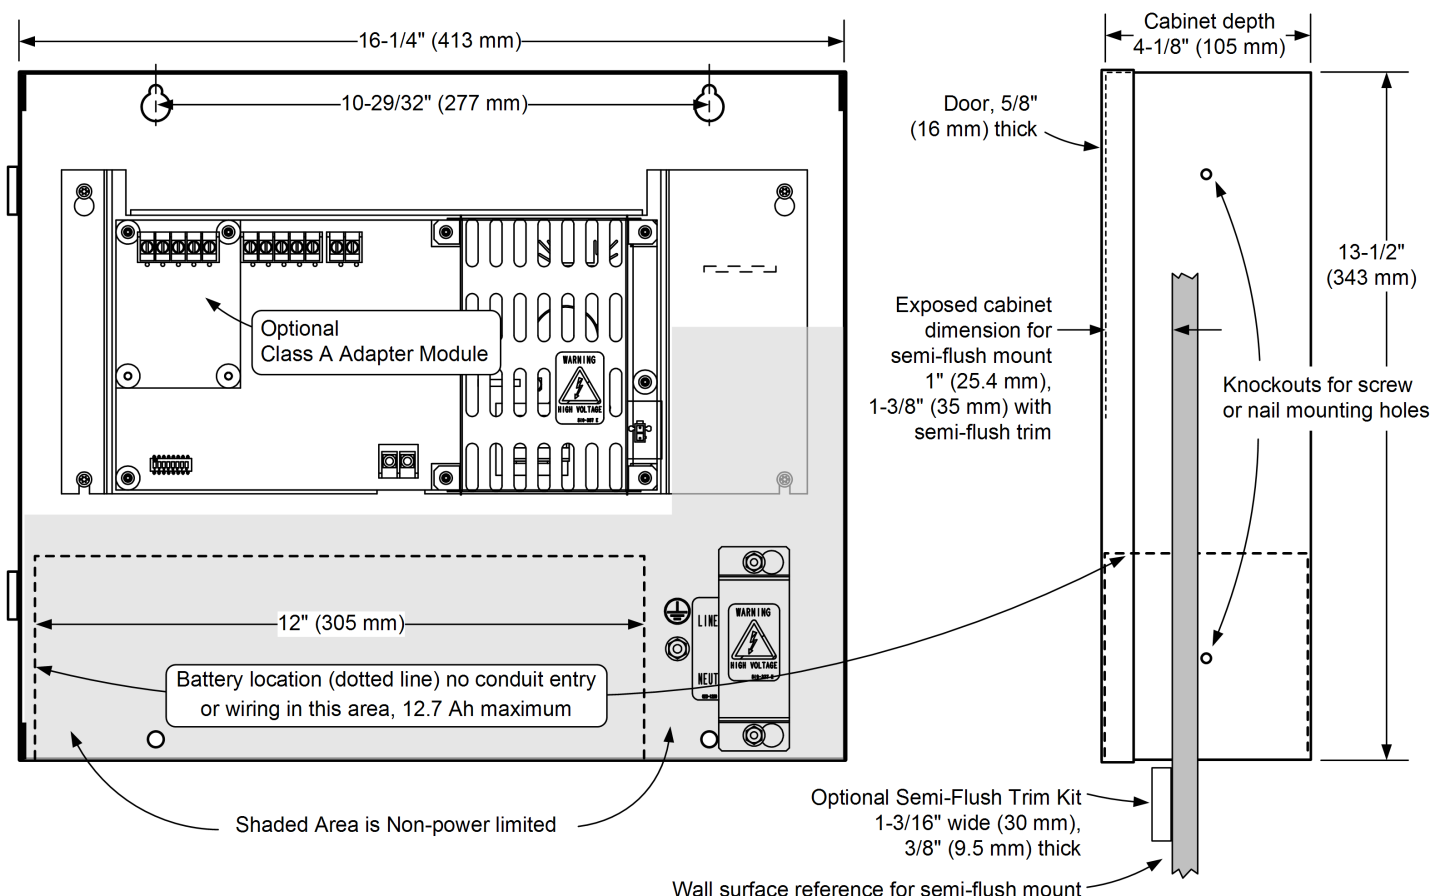 16-1/4" (413 mm)
10-29/32" (277 mm)
Optional
Class A Adapter Module
WARNING
HIGH VOLTAGE
12" (305 mm)
LINE
NEUT
WARNING
HIGH VOLTAGE
Battery location (dotted line) no conduit entry
or wiring in this area, 12.7 Ah maximum
Shaded Area is Non-power limited
Cabinet depth
4-1/8" (105 mm)
Door, 5/8"
(16 mm) thick
13-1/2"
(343 mm)
Exposed cabinet
dimension for
semi-flush mount
1" (25.4 mm),
1-3/8" (35 mm) with
semi-flush trim
Knockouts for screw
or nail mounting holes
Optional Semi-Flush Trim Kit
1-3/16" wide (30 mm),
3/8" (9.5 mm) thick
Wall surface reference for semi-flush mount